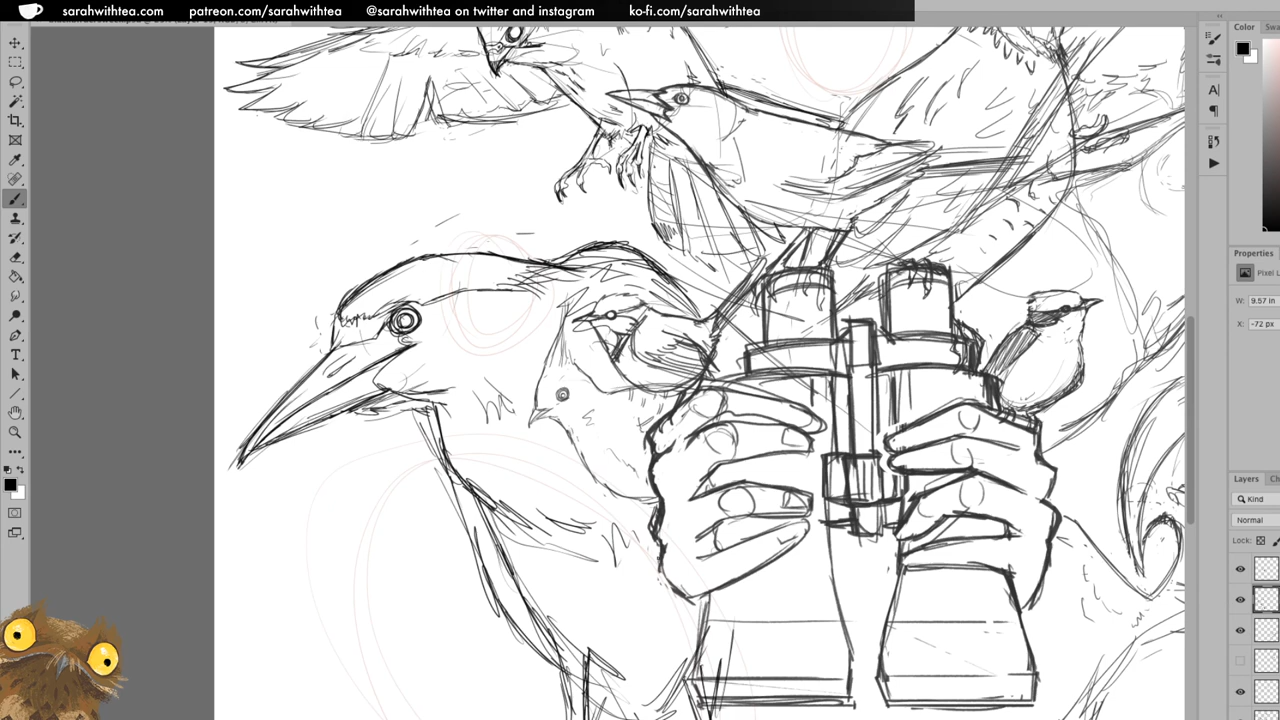 sarahwithtea.com patreon.com/sarahwithtea @sarahwithtea on twitter and instagram ko-fi.com/sarahwithtea
Color
Properties
W: 9.57 in
X: -72 px
Layers
Kind
Normal
Lock: